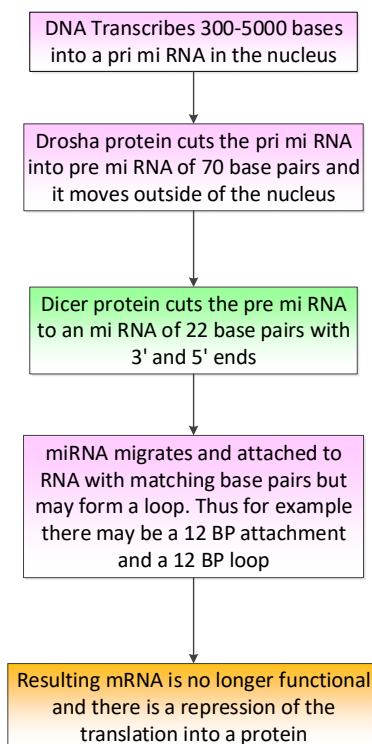 DNA Transcribes 300-5000 bases
into a pri mi RNA in the nucleus
Drosha protein cuts the pri mi RNA
into pre mi RNA of 70 base pairs and
it moves outside of the nucleus
Dicer protein cuts the pre mi RNA
to an mi RNA of 22 base pairs with
3' and 5' ends
miRNA migrates and attached to
RNA with matching base pairs but
may form a loop. Thus for example
there may be a 12 BP attachment
and a 12 BP loop
Resulting mRNA is no longer functional
and there is a repression of the
translation into a protein